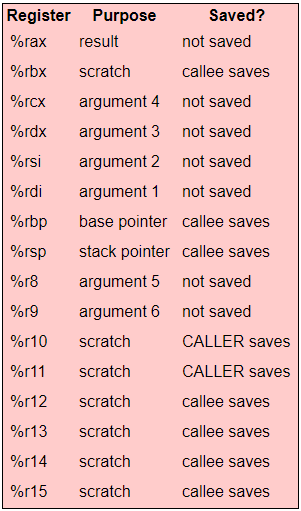 Register Purpose Saved?
%rax result not saved
%rbx scratch callee saves
%rcx argument 4 not saved
%rdx argument 3 not saved
%rsi argument 2 not saved
%rdi argument 1 not saved
%rbp base pointer callee saves
%rsp stack pointer callee saves
%r8 argument 5 not saved
%r9 argument 6 not saved
%r10 scratch CALLER saves
%r11 scratch CALLER saves
%r12 scratch callee saves
%r13 scratch callee saves
%r14 scratch callee saves
%r15 scratch callee saves